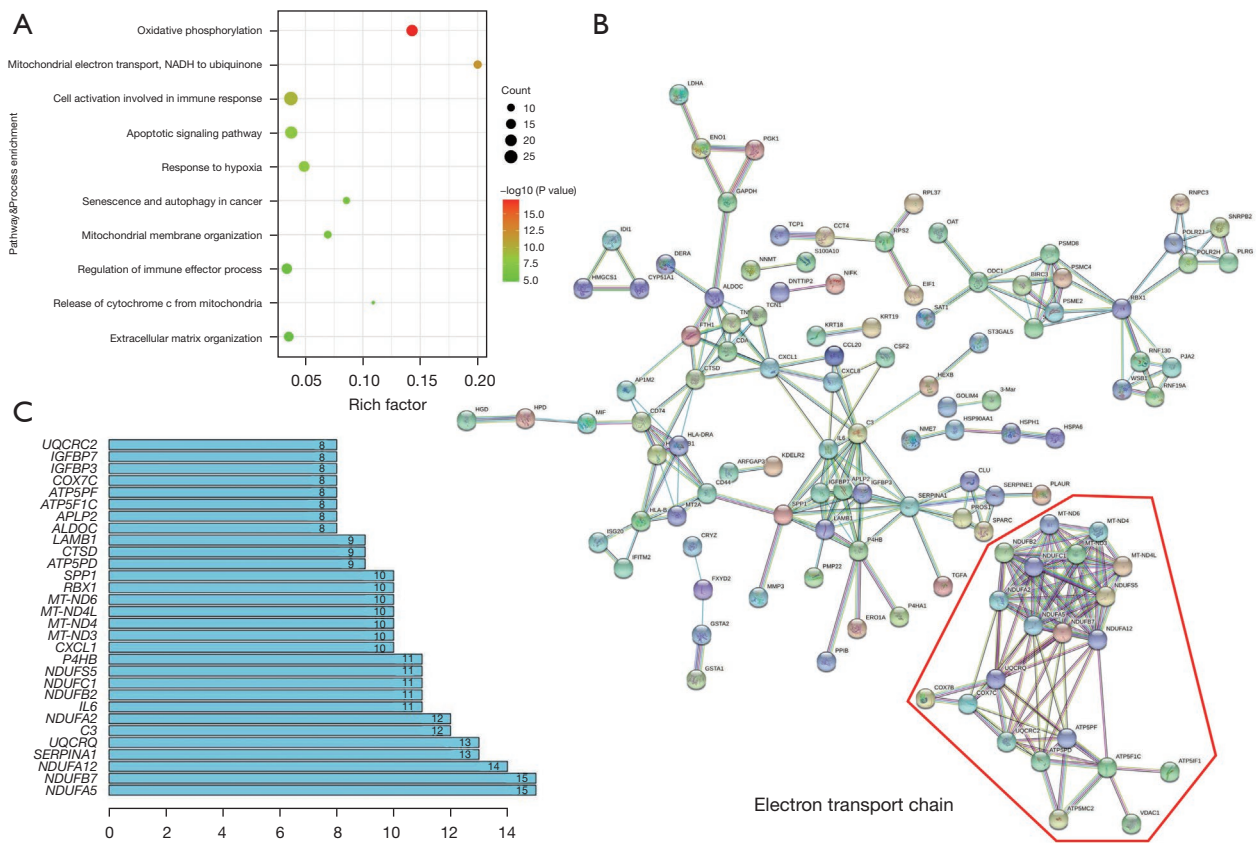 A
Pathway&Process enrichment
Oxidative phosphorylation
Mitochondrial electron transport, NADH to ubiquinone
Cell activation involved in immune response
Apoptotic signaling pathway
Response to hypoxia
Senescence and autophagy in cancer
Mitochondrial membrane organization
Regulation of immune effector process
Release of cytochrome c from mitochondria
Extracellular matrix organization
0.05 0.10 0.15 0.20
Rich factor
Count
10
15
20
25
−log10 (P value)
15.0
12.5
10.0
7.5
5.0
B
LDHA
ENO1
PGK1
GAPDH
IDI1
HMGCS1
CYP51A1
DERA
ALDOC
TCP1
CCT4
RPS2
RPL37
EIF1
NNMT
S100A10
DNTTIP2
NIFK
OAT
ODC1
SAT1
PSMD8
BIRC3
PSMC4
PSME2
RBX1
RNPC3
SNRPB2
POLR2J
POLR2H
PLRG
RNF130
PJA2
WSB1
RNF19A
FTH1
TCN1
CDA
CTSD
KRT18
KRT19
CXCL1
CCL20
CXCL8
CSF2
ST3GAL5
HEXB
GOLIM4
3-Mar
AP1M2
HGD
HPD
MIF
CD74
HLA-DRA
C3
NME7
HSP90AA1
HSPH1
HSPA6
ARFGAP3
KDELR2
IL6
CD44
IGFBP7
APLP2
IGFBP3
SERPINA1
CLU
SERPINE1
PLAUR
PROS1
SPARC
HLA-B
MT2A
SPP1
LAMB1
P4HB
ISG20
IFITM2
CRYZ
FXYD2
GSTA2
GSTA1
MMP3
PMP22
PPIB
ERO1A
P4HA1
TGFA
MT-ND6
MT-ND4
NDUFB2
MT-ND3
NDUFC1
MT-ND4L
NDUFA2
NDUFS5
NDUFA5
NDUFB7
NDUFA12
UQCRQ
COX7B
COX7C
UQCRC2
ATP5PF
ATP5PD
ATP5F1C
ATP5IF1
ATP5MC2
VDAC1
Electron transport chain
C
UQCRC2 8
IGFBP7 8
IGFBP3 8
COX7C 8
ATP5PF 8
ATP5F1C 8
APLP2 8
ALDOC 8
LAMB1 9
CTSD 9
ATP5PD 9
SPP1 10
RBX1 10
MT-ND6 10
MT-ND4L 10
MT-ND4 10
MT-ND3 10
CXCL1 10
P4HB 11
NDUFS5 11
NDUFC1 11
NDUFB2 11
IL6 11
NDUFA2 12
C3 12
UQCRQ 13
SERPINA1 13
NDUFA12 14
NDUFB7 15
NDUFA5 15
0 2 4 6 8 10 12 14